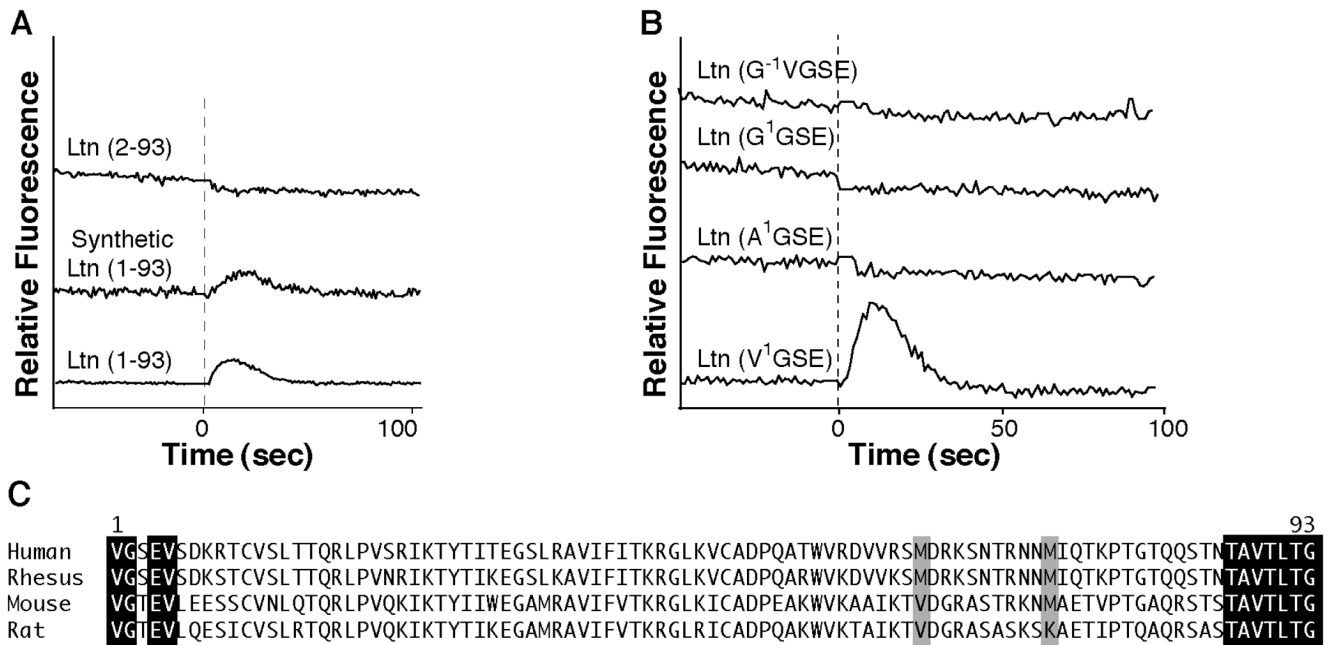 A
Relative Fluorescence
Ltn (2-93)
Synthetic
Ltn (1-93)
Ltn (1-93)
0
100
Time (sec)
B
Relative Fluorescence
Ltn (G⁻¹VGSE)
Ltn (G¹GSE)
Ltn (A¹GSE)
Ltn (V¹GSE)
0
50
100
Time (sec)
C
1
93
Human VGSEVSDKRTCVSLTTQRLPVSRIKTYTITEGSLRAVIFITKRGLKVCADPQATWVRDVVRSMDRKSNTRNNMIQTKPTGTQQSTNTAVTLTG
Rhesus VGSEVSDKSTCVSLTTQRLPVNRIKTYTIKEGSLKAVIFITKRGLKVCADPQARWVKDVVKSMDRKSNTRNNMIQTKPTGTQQSTNTAVTLTG
Mouse VGTEVLEESSCVNLQTQRLPVQKIKTYIIWEGAMRAVIFVTKRGLKICADPEAKWVKAAIKTVDGRASTRKNMAETVPTGAQRSTSTAVTLTG
Rat VGTEVLQESICVSLRTQRLPVQKIKTYTIKEGAMRAVIFVTKRGLRICADPQAKWVKTAIKTVDGRASASKSKAETIPTQAQRSASTAVTLTG